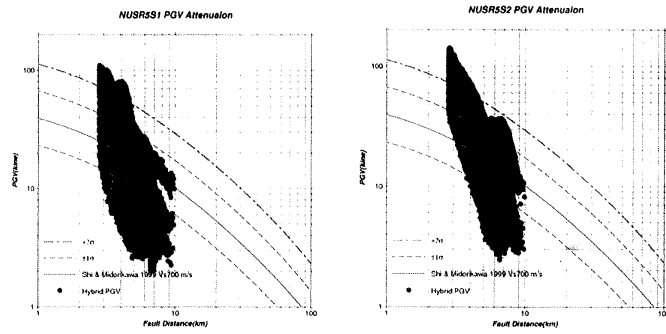 NUSR5S1 PGV Attenuaion
100
10
1
PGV(kine)
+2σ
±1σ
Shi & Midorikawa 1999 Vs700 m/s
Hybrid PGV
1
10
100
Fault Distance(km)
NUSR5S2 PGV Attenuaion
100
10
1
PGV(kine)
+2σ
±1σ
Shi & Midorikawa 1999 Vs700 m/s
Hybrid PGV
1
10
100
Fault Distance(km)